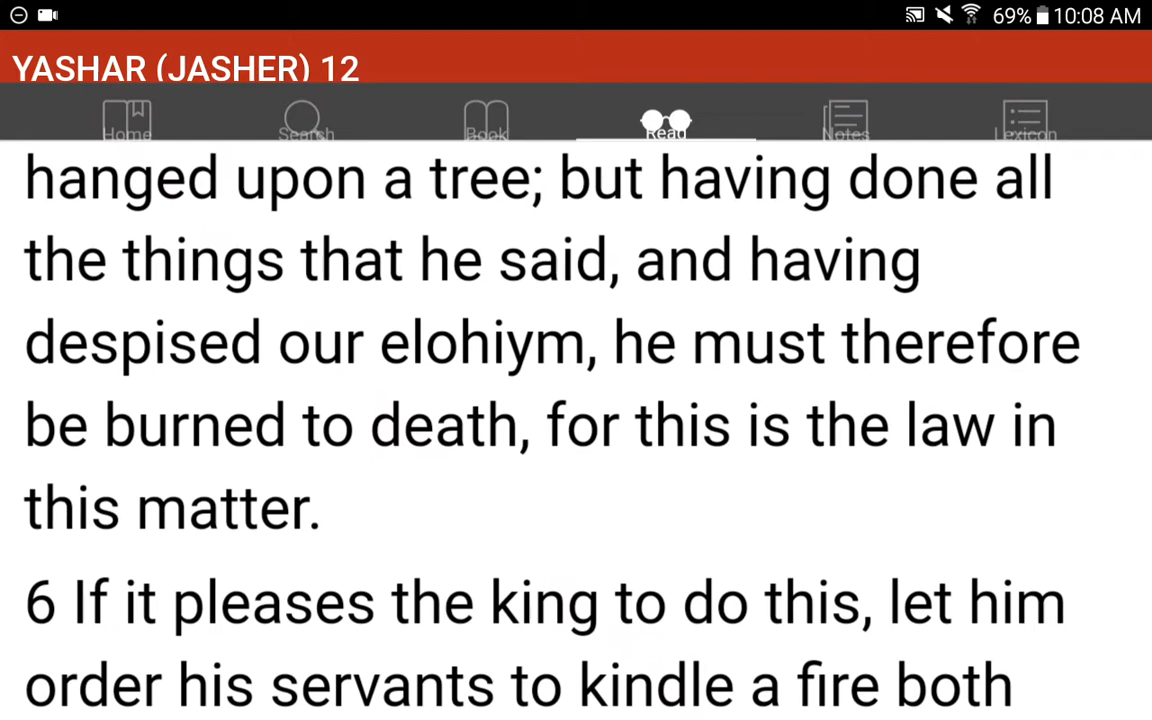 69% 10:08 AM
YASHAR (JASHER) 12
Home Search Book Read Notes Lexicon
hanged upon a tree; but having done all
the things that he said, and having
despised our elohiym, he must therefore
be burned to death, for this is the law in
this matter.
6 If it pleases the king to do this, let him
order his servants to kindle a fire both